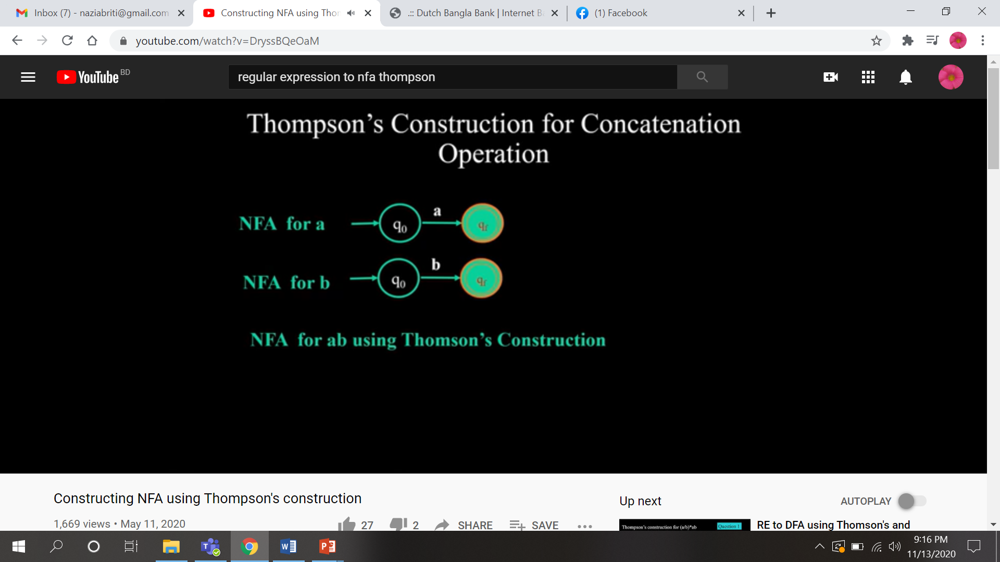 Inbox (7) - naziabriti@gmail.com
Constructing NFA using Thor
.:: Dutch Bangla Bank | Internet B
(1) Facebook
youtube.com/watch?v=DryssBQeOaM
YouTube BD
regular expression to nfa thompson
Thompson’s Construction for Concatenation
Operation
NFA for a
q0
a
qf
NFA for b
q0
b
qf
NFA for ab using Thomson’s Construction
Constructing NFA using Thompson's construction
1,669 views • May 11, 2020
27
2
SHARE
SAVE
Up next
AUTOPLAY
Thompson's construction for (a/b)*ab
Question 1
RE to DFA using Thomson's and
9:16 PM
11/13/2020